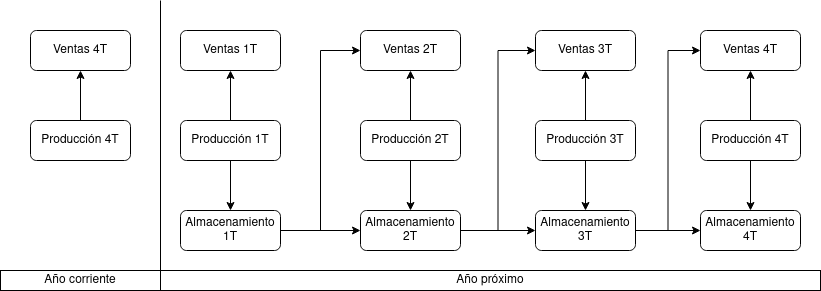 Ventas 4T
Ventas 1T
Ventas 2T
Ventas 3T
Ventas 4T
Producción 4T
Producción 1T
Producción 2T
Producción 3T
Producción 4T
Almacenamiento
1T
Almacenamiento
2T
Almacenamiento
3T
Almacenamiento
4T
Año corriente
Año próximo